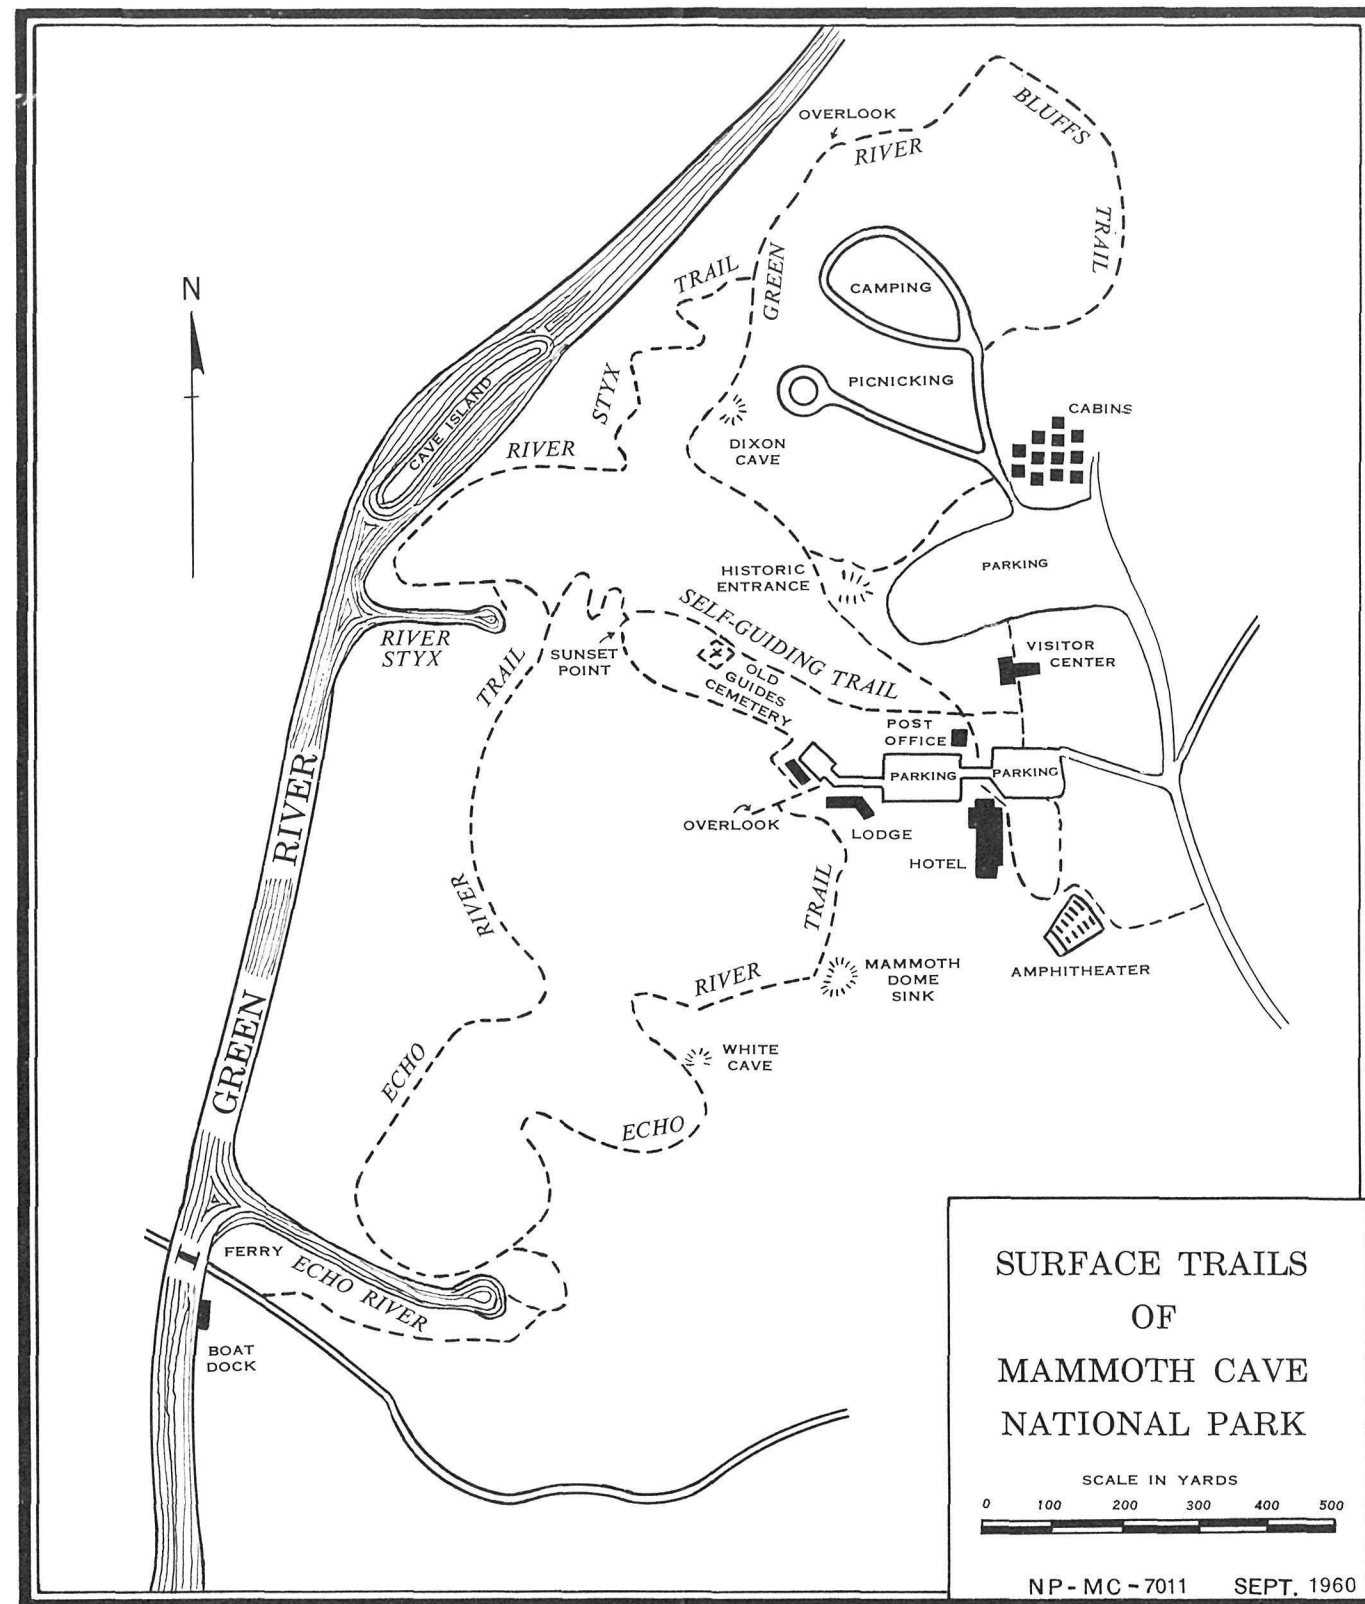 OVERLOOK
RIVER
BLUFFS
TRAIL
GREEN
TRAIL
STYX
RIVER
N
CAVE ISLAND
CAMPING
PICNICKING
CABINS
DIXON
CAVE
HISTORIC
ENTRANCE
PARKING
RIVER
STYX
SUNSET
POINT
SELF-GUIDING TRAIL
OLD
GUIDES
CEMETERY
VISITOR
CENTER
POST
OFFICE
PARKING
PARKING
OVERLOOK
LODGE
HOTEL
AMPHITHEATER
TRAIL
RIVER
ECHO
TRAIL
RIVER
ECHO
MAMMOTH
DOME
SINK
WHITE
CAVE
GREEN RIVER
FERRY
ECHO RIVER
BOAT
DOCK
SURFACE TRAILS
OF
MAMMOTH CAVE
NATIONAL PARK
SCALE IN YARDS
0 100 200 300 400 500
NP-MC-7011 SEPT. 1960